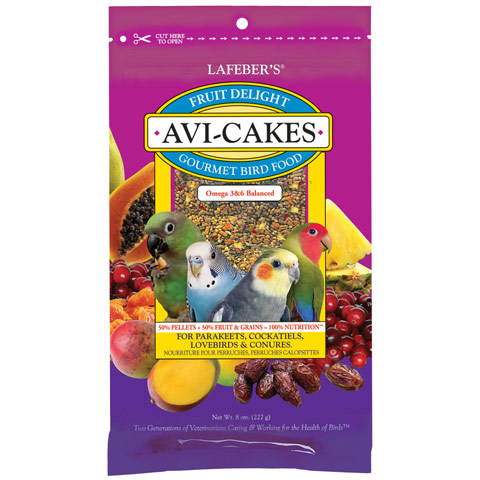 CUT HERE
TO OPEN
LAFEBER'S®
FRUIT DELIGHT
AVI-CAKES
GOURMET BIRD FOOD
Omega 3&6 Balanced
50% PELLETS + 50% FRUIT & GRAINS = 100% NUTRITION™
FOR PARAKEETS, COCKATIELS,
LOVEBIRDS & CONURES.
NOURRITURE POUR PERRUCHES, PERRUCHES CALOPSITTES
Net Wt. 8 oz. (227 g)
Two Generations of Veterinarians Caring & Working for the Health of Birds™